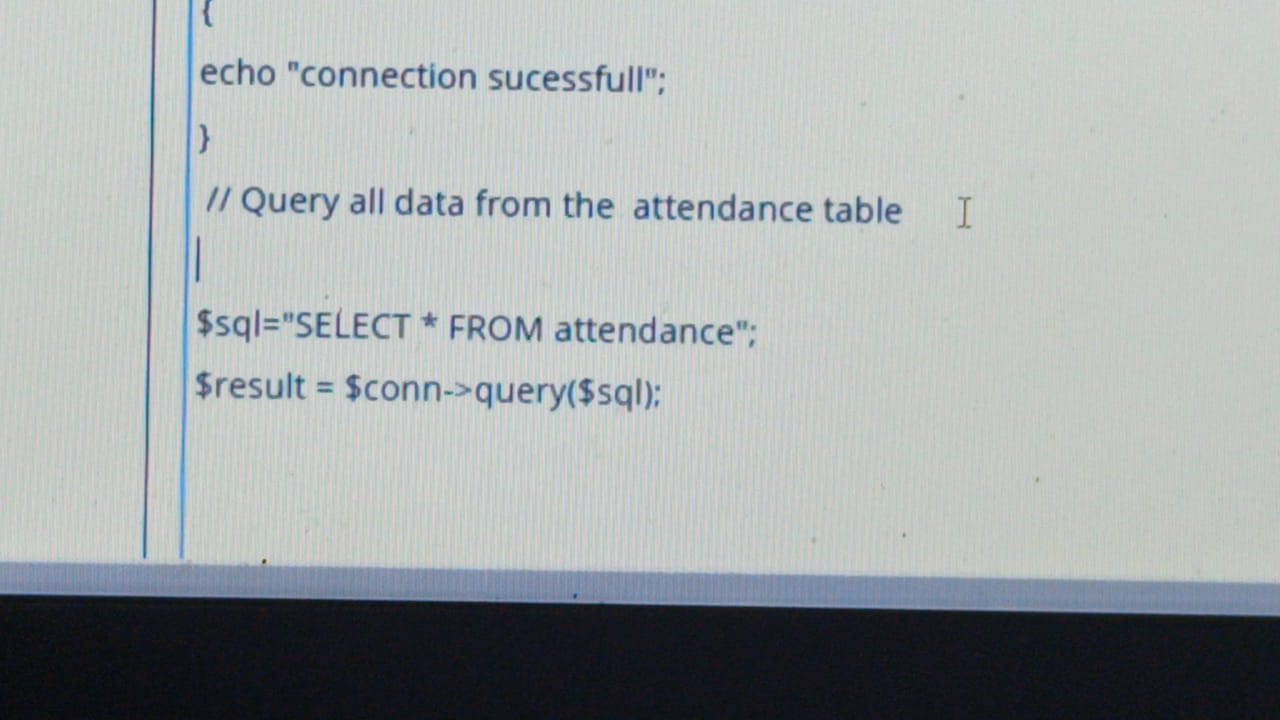 {
echo "connection sucessfull";
}
// Query all data from the  attendance table
$sql="SELECT * FROM attendance";
$result = $conn->query($sql);